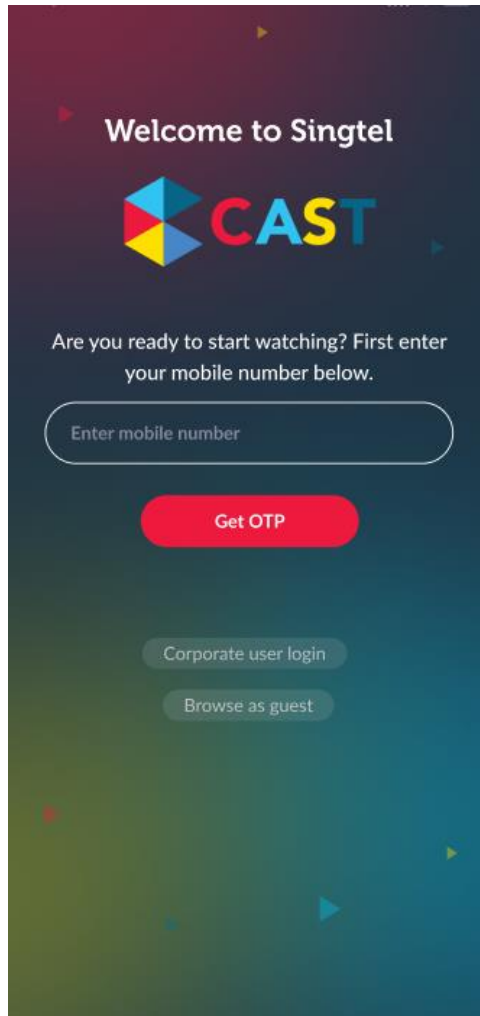 Welcome to Singtel
CAST
Are you ready to start watching? First enter
your mobile number below.
Enter mobile number
Get OTP
Corporate user login
Browse as guest